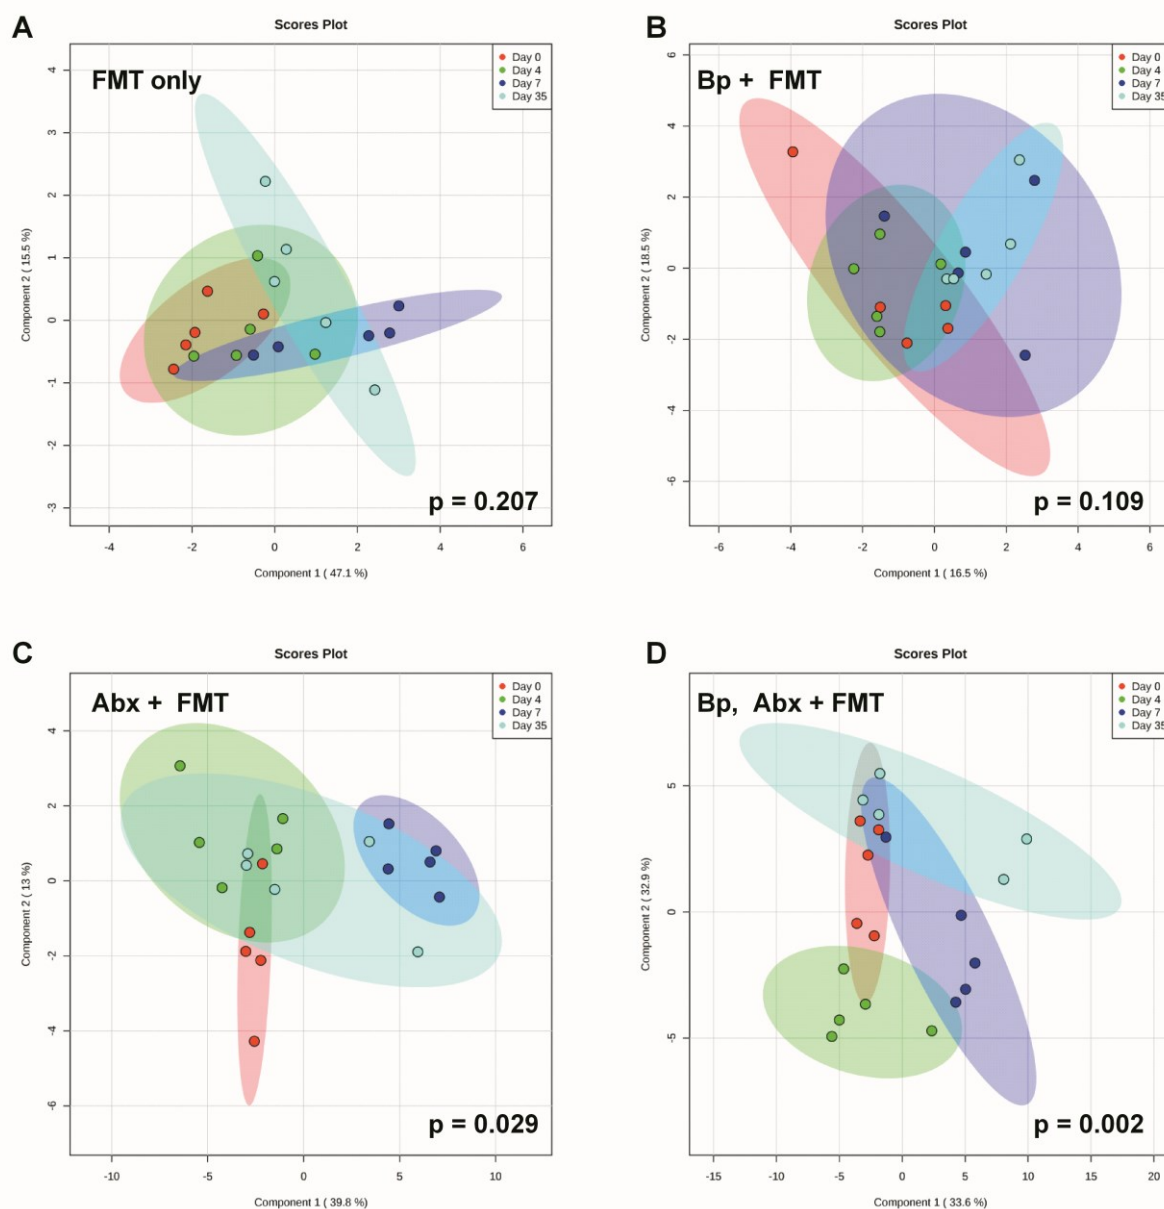 A
Scores Plot
FMT only
Day 0
Day 4
Day 7
Day 35
4
3
2
1
0
-1
-2
-3
Component 2 ( 15.5 %)
-4
-2
0
2
4
6
Component 1 ( 47.1 %)
p = 0.207
B
Scores Plot
Bp + FMT
Day 0
Day 4
Day 7
Day 35
6
4
2
0
-2
-4
-6
Component 2 ( 18.5 %)
-6
-4
-2
0
2
4
6
Component 1 ( 16.5 %)
p = 0.109
C
Scores Plot
Abx + FMT
Day 0
Day 4
Day 7
Day 35
4
2
0
-2
-4
-6
Component 2 ( 13 %)
-10
-5
0
5
10
Component 1 ( 39.8 %)
p = 0.029
D
Scores Plot
Bp, Abx + FMT
Day 0
Day 4
Day 7
Day 35
5
0
-5
Component 2 ( 32.9 %)
-15
-10
-5
0
5
10
15
20
Component 1 ( 33.6 %)
p = 0.002